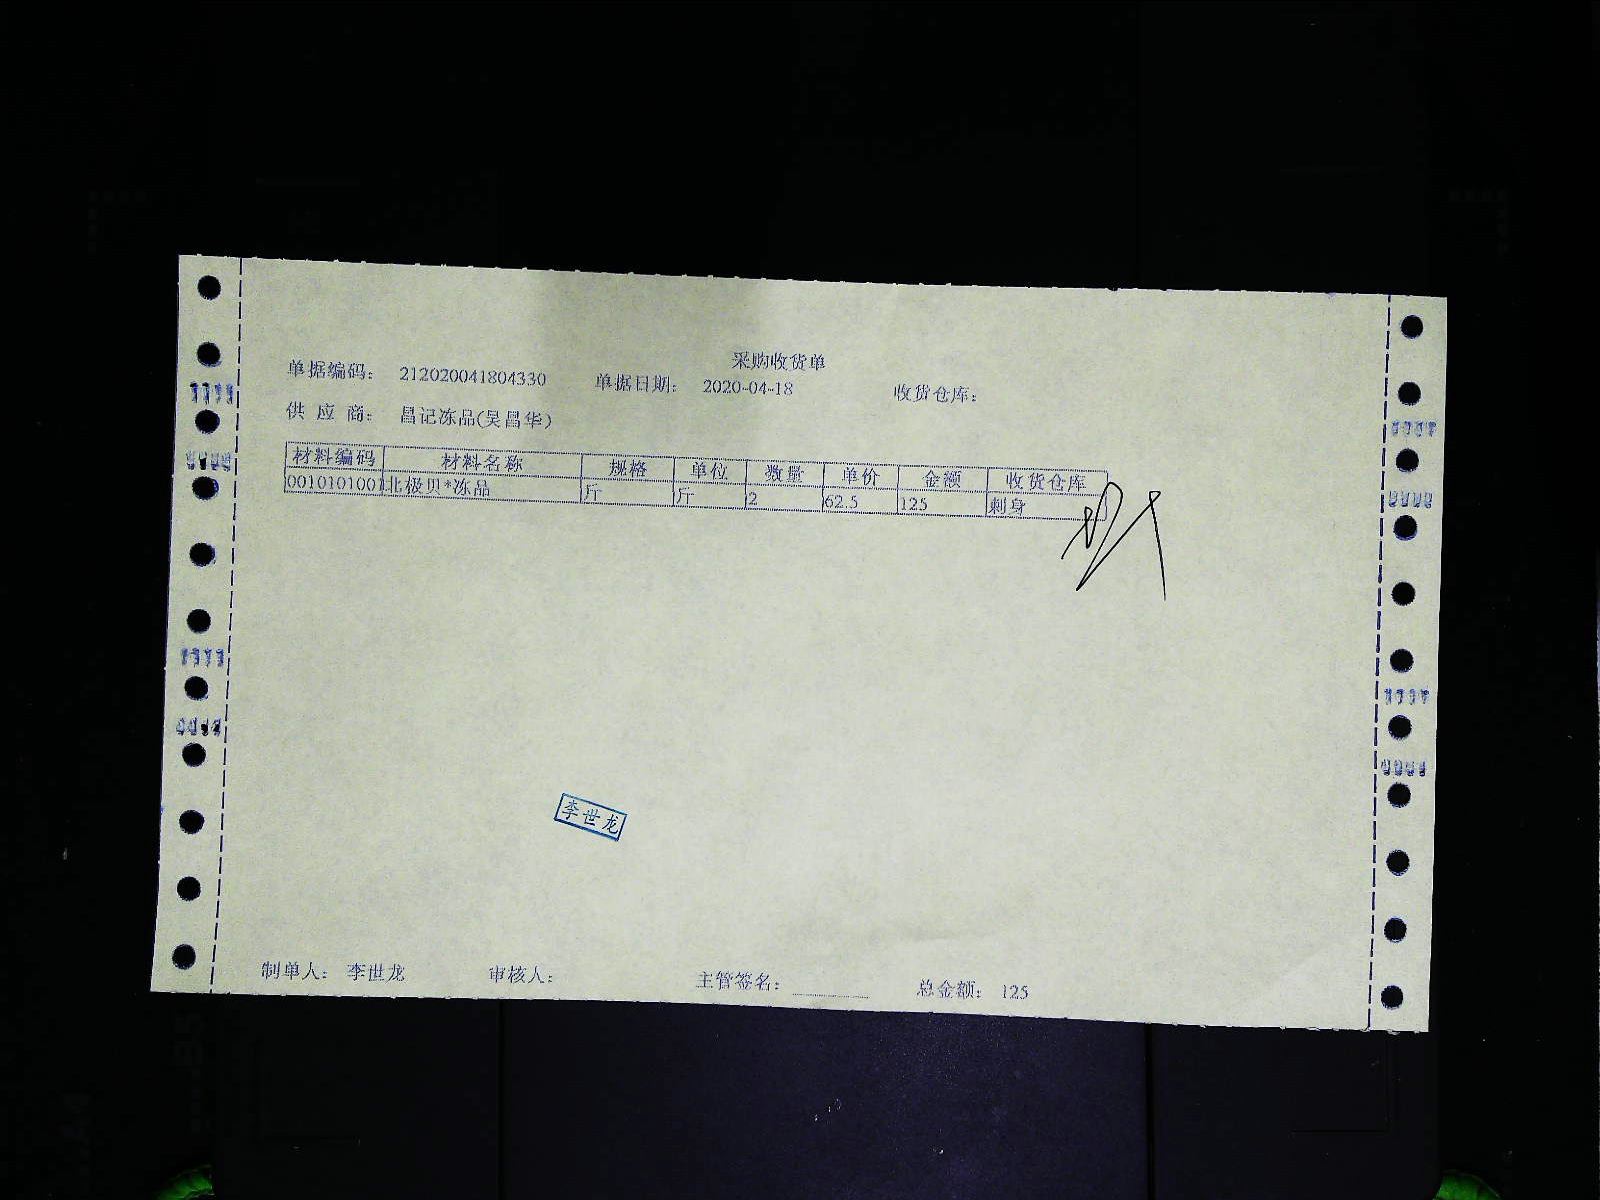 采购收货单
单据编码： 212020041804330 单据日期： 2020-04-18 收货仓库：
供 应 商： 昌记冻品(吴昌华)
材料编码 材料名称 规格 单位 数量 单价 金额 收货仓库
0010101001 北极贝*冻品 斤 斤 2 62.5 125 刺身
李世龙
制单人： 李世龙 审核人： 主管签名： 总金额： 125